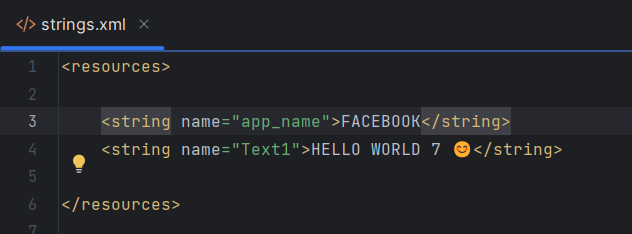 strings.xml
1 <resources>
2
3 <string name="app_name">FACEBOOK</string>
4 <string name="Text1">HELLO WORLD 7 😊</string>
5
6 </resources>
7